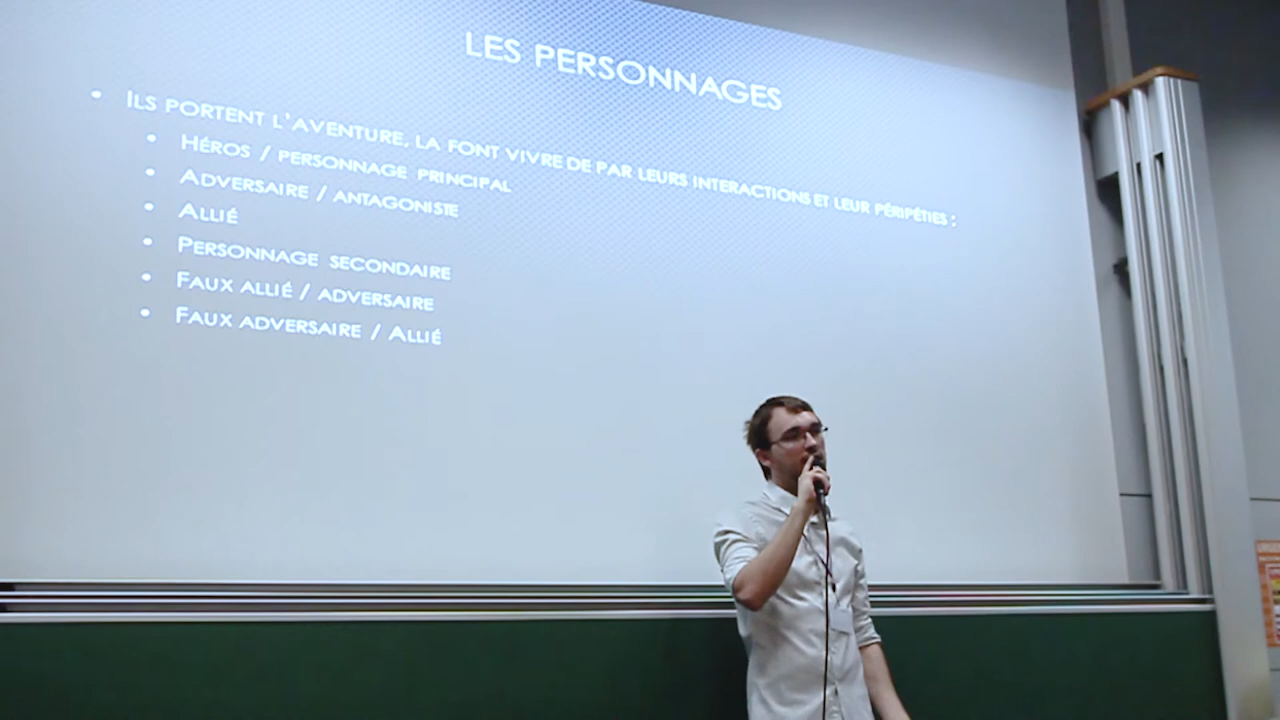 LES PERSONNAGES
• ILS PORTENT L'AVENTURE, LA FONT VIVRE DE PAR LEURS INTERACTIONS ET LEUR PÉRIPÉTIES :
• HÉROS / PERSONNAGE PRINCIPAL
• ADVERSAIRE / ANTAGONISTE
• ALLIÉ
• PERSONNAGE SECONDAIRE
• FAUX ALLIÉ / ADVERSAIRE
• FAUX ADVERSAIRE / ALLIÉ